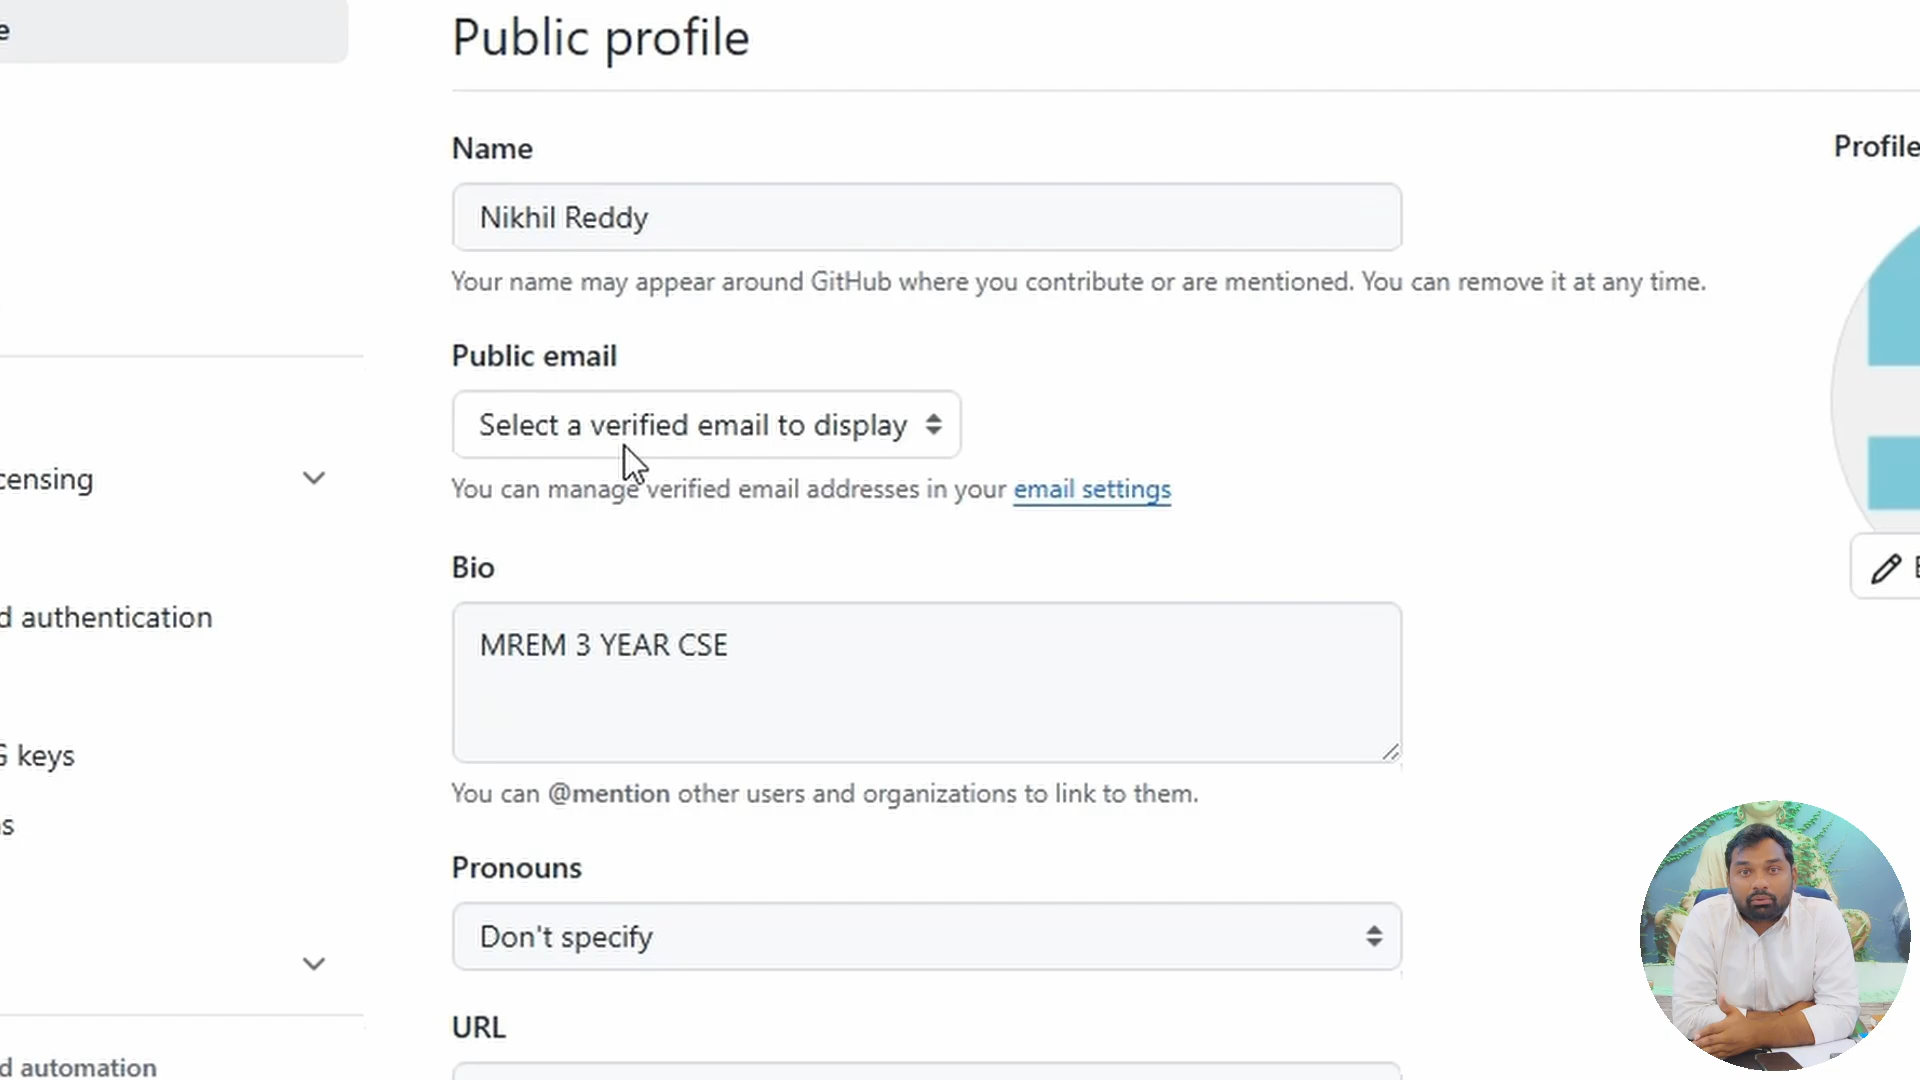 e
Public profile
Name
Profile
Nikhil Reddy
Your name may appear around GitHub where you contribute or are mentioned. You can remove it at any time.
Public email
Select a verified email to display
censing
You can manage verified email addresses in your email settings
Bio
d authentication
MREM 3 YEAR CSE
G keys
You can @mention other users and organizations to link to them.
s
Pronouns
Don't specify
URL
d automation